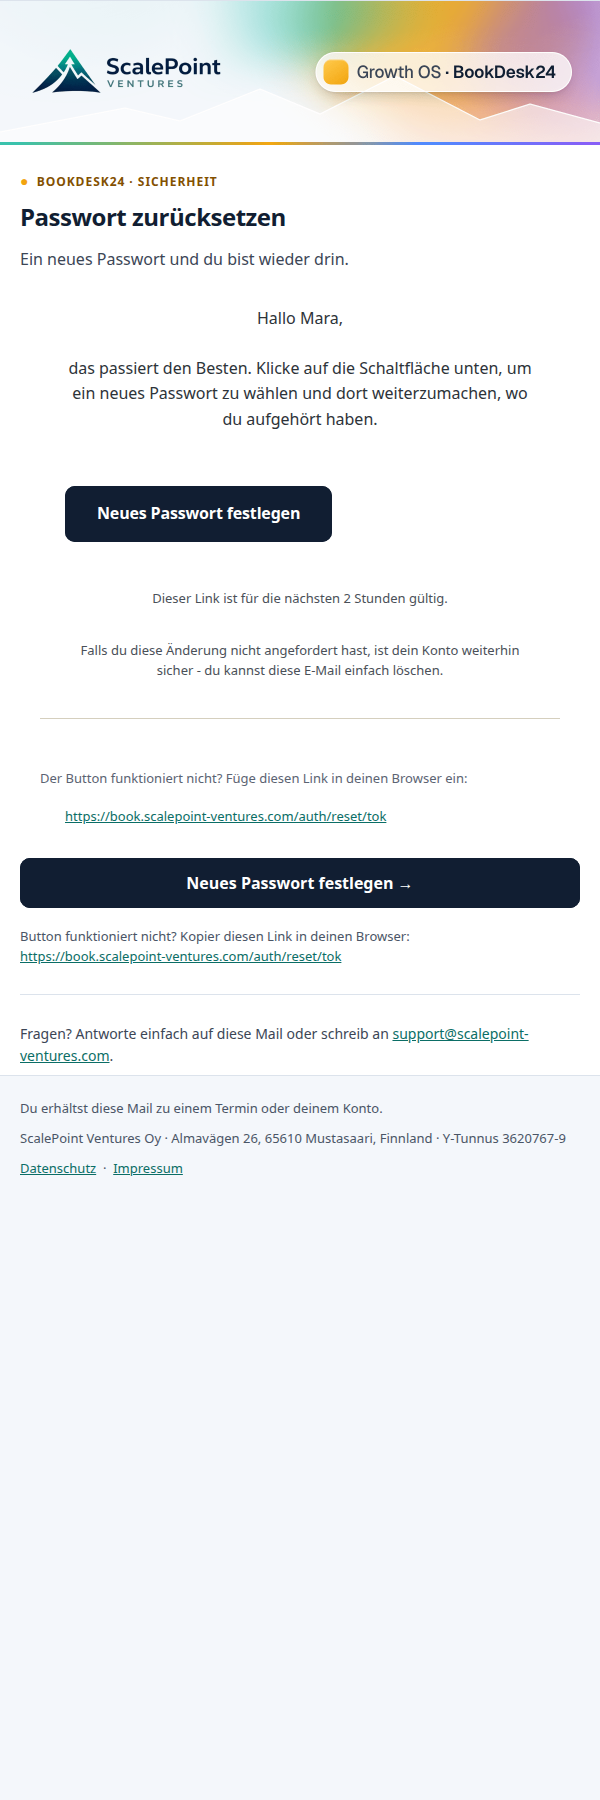 ScalePoint
VENTURES
Growth OS · BookDesk24
BOOKDESK24 · SICHERHEIT
Passwort zurücksetzen
Ein neues Passwort und du bist wieder drin.
Hallo Mara,
das passiert den Besten. Klicke auf die Schaltfläche unten, um
ein neues Passwort zu wählen und dort weiterzumachen, wo
du aufgehört haben.
Neues Passwort festlegen
Dieser Link ist für die nächsten 2 Stunden gültig.
Falls du diese Änderung nicht angefordert hast, ist dein Konto weiterhin
sicher - du kannst diese E-Mail einfach löschen.
Der Button funktioniert nicht? Füge diesen Link in deinen Browser ein:
https://book.scalepoint-ventures.com/auth/reset/tok
Neues Passwort festlegen →
Button funktioniert nicht? Kopier diesen Link in deinen Browser:
https://book.scalepoint-ventures.com/auth/reset/tok
Fragen? Antworte einfach auf diese Mail oder schreib an support@scalepoint-
ventures.com.
Du erhältst diese Mail zu einem Termin oder deinem Konto.
ScalePoint Ventures Oy · Almavägen 26, 65610 Mustasaari, Finnland · Y-Tunnus 3620767-9
Datenschutz · Impressum